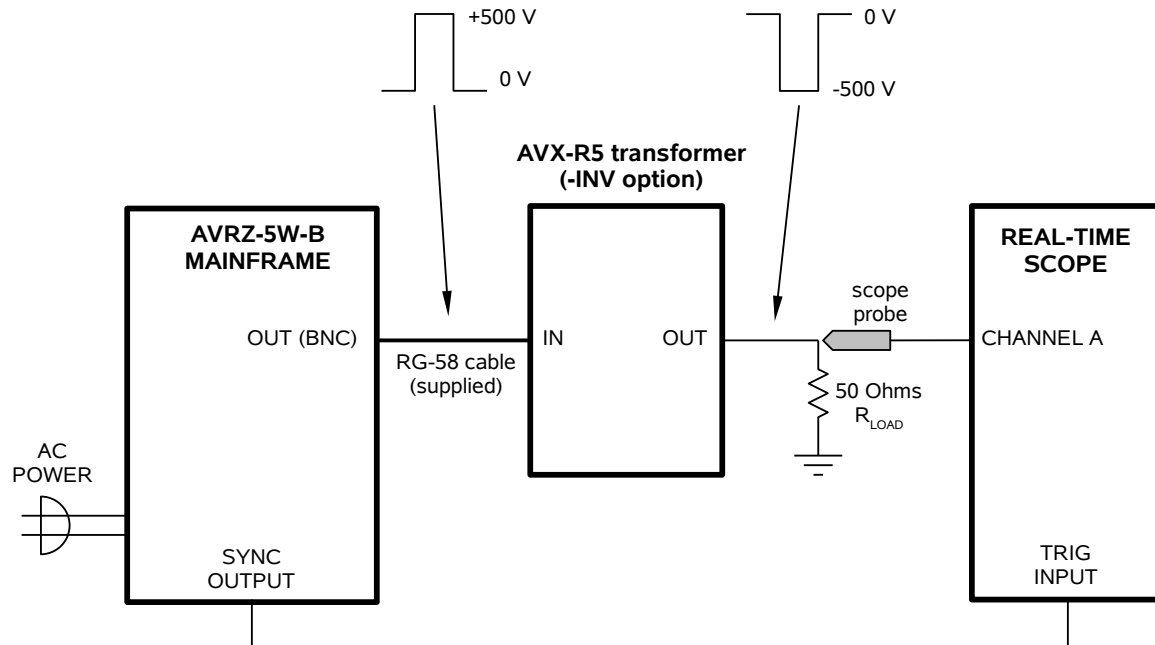 +500 V
0 V
0 V
-500 V
AVX-R5 transformer
(-INV option)
AVRZ-5W-B
MAINFRAME
REAL-TIME
SCOPE
scope
probe
OUT (BNC)
IN
OUT
CHANNEL A
RG-58 cable
(supplied)
50 Ohms
RLOAD
AC
POWER
SYNC
OUTPUT
TRIG
INPUT